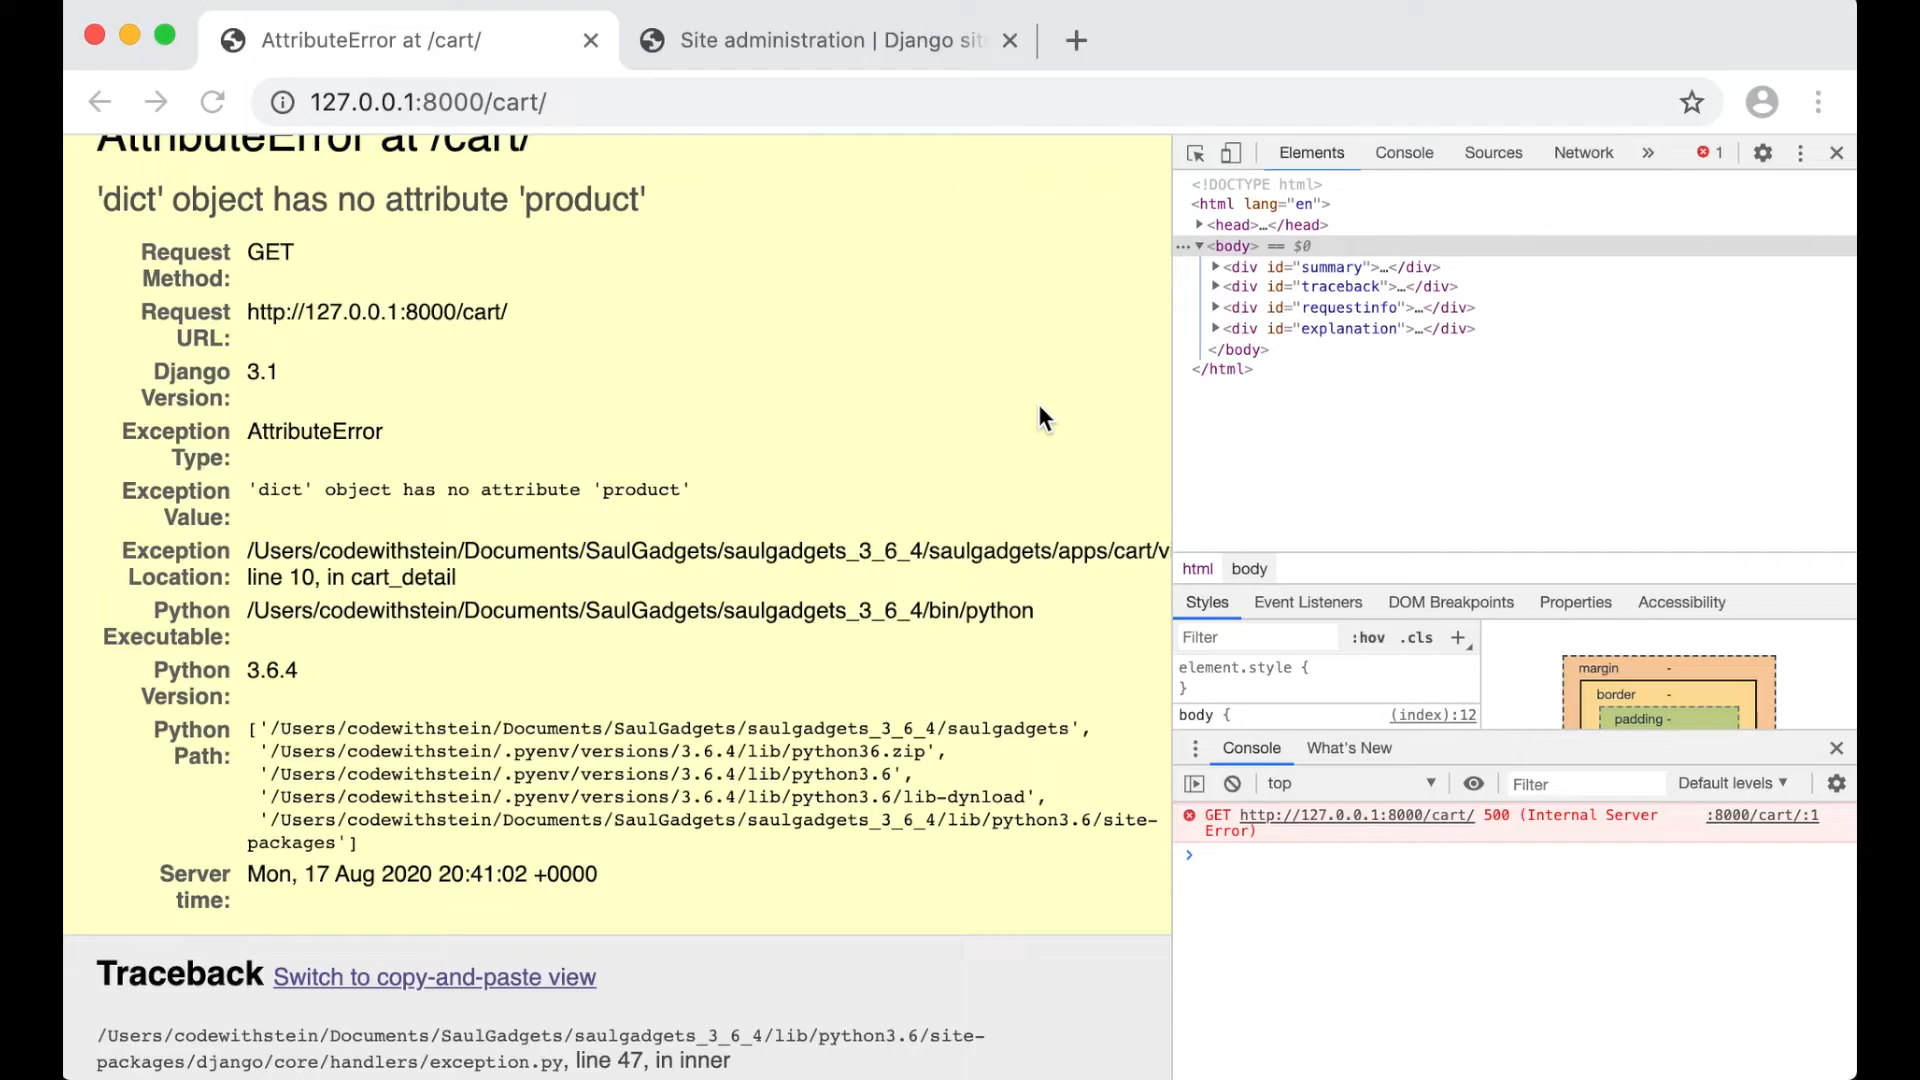 AttributeError at /cart/
Site administration | Django sit
127.0.0.1:8000/cart/
AttributeError at /cart/
'dict' object has no attribute 'product'
Request Method: GET
Request URL: http://127.0.0.1:8000/cart/
Django Version: 3.1
Exception Type: AttributeError
Exception Value: 'dict' object has no attribute 'product'
Exception Location: /Users/codewithstein/Documents/SaulGadgets/saulgadgets_3_6_4/saulgadgets/apps/cart/v
line 10, in cart_detail
Python Executable: /Users/codewithstein/Documents/SaulGadgets/saulgadgets_3_6_4/bin/python
Python Version: 3.6.4
Python Path: ['/Users/codewithstein/Documents/SaulGadgets/saulgadgets_3_6_4/saulgadgets',
'/Users/codewithstein/.pyenv/versions/3.6.4/lib/python36.zip',
'/Users/codewithstein/.pyenv/versions/3.6.4/lib/python3.6',
'/Users/codewithstein/.pyenv/versions/3.6.4/lib/python3.6/lib-dynload',
'/Users/codewithstein/Documents/SaulGadgets/saulgadgets_3_6_4/lib/python3.6/site-
packages']
Server time: Mon, 17 Aug 2020 20:41:02 +0000
Traceback Switch to copy-and-paste view
/Users/codewithstein/Documents/SaulGadgets/saulgadgets_3_6_4/lib/python3.6/site-
packages/django/core/handlers/exception.py, line 47, in inner
Elements Console Sources Network » 1
<!DOCTYPE html>
<html lang="en">
<head>…</head>
… <body> == $0
<div id="summary">…</div>
<div id="traceback">…</div>
<div id="requestinfo">…</div>
<div id="explanation">…</div>
</body>
</html>
html body
Styles Event Listeners DOM Breakpoints Properties Accessibility
Filter :hov .cls +
element.style {
}
body { (index):12
margin -
border -
padding -
Console What's New
top Filter Default levels
GET http://127.0.0.1:8000/cart/ 500 (Internal Server :8000/cart/:1
Error)